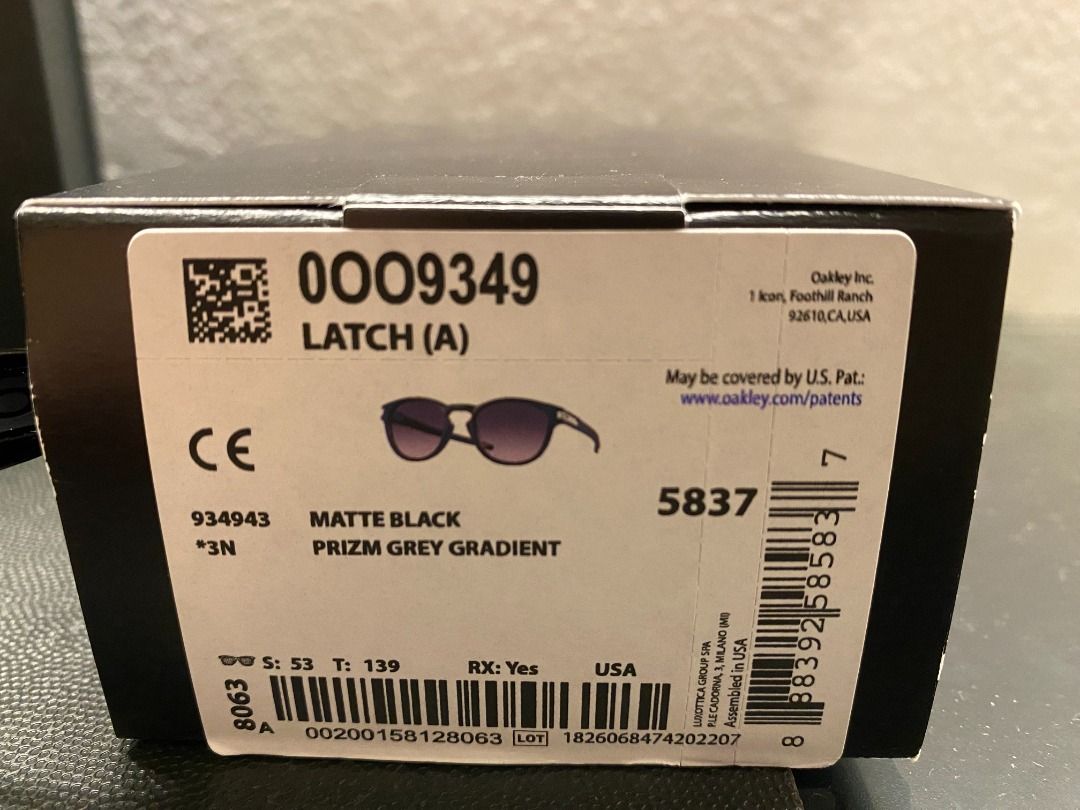 0OO9349
LATCH (A)
Oakley Inc.
1 Icon, Foothill Ranch
92610,CA,USA
May be covered by U.S. Pat.:
www.oakley.com/patents
CE
934943 MATTE BLACK
*3N PRIZM GREY GRADIENT
5837
S: 53 T: 139 RX: Yes USA
8063
A
00200158128063 LOT 1826068474202207
LUXOTTICA GROUP SPA
P.LE CADORNA, 3, MILANO (MI)
Assembled in USA
8 883925 8583 7